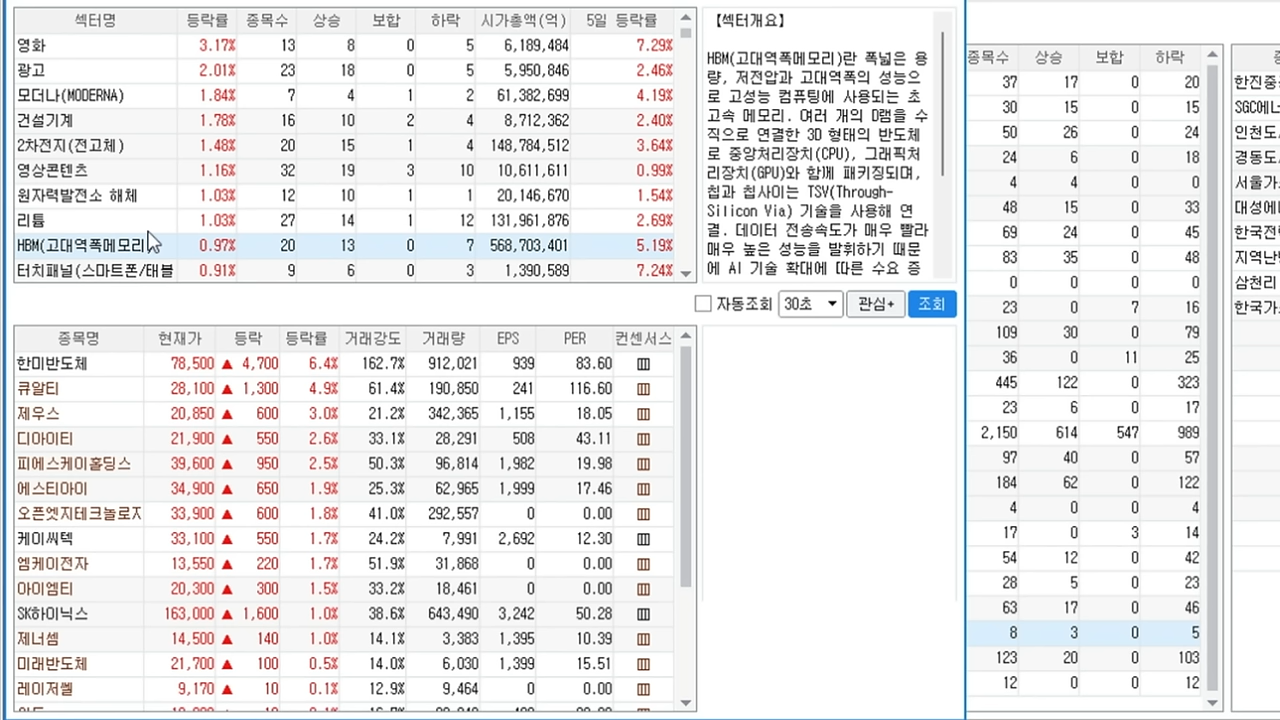 섹터명 등락률 종목수 상승 보합 하락 시가총액(억) 5일 등락률
영화 3.17% 13 8 0 5 6,189,484 7.29%
광고 2.01% 23 18 0 5 5,950,846 2.46%
모더나(MODERNA) 1.84% 7 4 1 2 61,382,699 4.19%
건설기계 1.78% 16 10 2 4 8,712,362 2.40%
2차전지(전고체) 1.48% 20 15 1 4 148,784,512 3.64%
영상콘텐츠 1.16% 32 19 3 10 10,611,611 0.99%
원자력발전소 해체 1.03% 12 10 1 1 20,146,670 1.54%
리튬 1.03% 27 14 1 12 131,961,876 2.69%
HBM(고대역폭메모리 0.97% 20 13 0 7 568,703,401 5.19%
터치패널(스마트폰/태블 0.91% 9 6 0 3 1,390,589 7.24%
【섹터개요】
HBM(고대역폭메모리)란 폭넓은 용
량, 저전압과 고대역폭의 성능으
로 고성능 컴퓨팅에 사용되는 초
고속 메모리. 여러 개의 D램을 수
직으로 연결한 3D 형태의 반도체
로 중앙처리장치(CPU), 그래픽처
리장치(GPU)와 함께 패키징되며,
칩과 칩사이는 TSV(Through-
Silicon Via) 기술을 사용해 연
결. 데이터 전송속도가 매우 빨라
매우 높은 성능을 발휘하기 때문
에 AI 기술 확대에 따른 수요 증
자동조회 30초 관심+ 조회
종목명 현재가 등락 등락률 거래강도 거래량 EPS PER 컨센서스
한미반도체 78,500 ▲ 4,700 6.4% 162.7% 912,021 939 83.60
큐알티 28,100 ▲ 1,300 4.9% 61.4% 190,850 241 116.60
제우스 20,850 ▲ 600 3.0% 21.2% 342,365 1,155 18.05
디아이티 21,900 ▲ 550 2.6% 33.1% 28,291 508 43.11
피에스케이홀딩스 39,600 ▲ 950 2.5% 50.3% 96,814 1,982 19.98
에스티아이 34,900 ▲ 650 1.9% 25.3% 62,965 1,999 17.46
오픈엣지테크놀로지 33,900 ▲ 600 1.8% 41.0% 292,557 0 0.00
케이씨텍 33,100 ▲ 550 1.7% 24.2% 7,991 2,692 12.30
엠케이전자 13,550 ▲ 220 1.7% 51.9% 31,868 0 0.00
아이엠티 20,300 ▲ 300 1.5% 33.2% 18,461 0 0.00
SK하이닉스 163,000 ▲ 1,600 1.0% 38.6% 643,490 3,242 50.28
제너셈 14,500 ▲ 140 1.0% 14.1% 3,383 1,395 10.39
미래반도체 21,700 ▲ 100 0.5% 14.0% 6,030 1,399 15.51
레이저쎌 9,170 ▲ 10 0.1% 12.9% 9,464 0 0.00
종목수 상승 보합 하락
37 17 0 20
30 15 0 15
50 26 0 24
24 6 0 18
4 4 0 0
48 15 0 33
69 24 0 45
83 35 0 48
0 0 0 0
23 0 7 16
109 30 0 79
36 0 11 25
445 122 0 323
23 6 0 17
2,150 614 547 989
97 40 0 57
184 62 0 122
4 0 0 4
17 0 3 14
54 12 0 42
28 5 0 23
63 17 0 46
8 3 0 5
123 20 0 103
12 0 0 12
한진중
SGC에너
인천도
경동도
서울가
대성에
한국전
지역난
삼천리
한국가